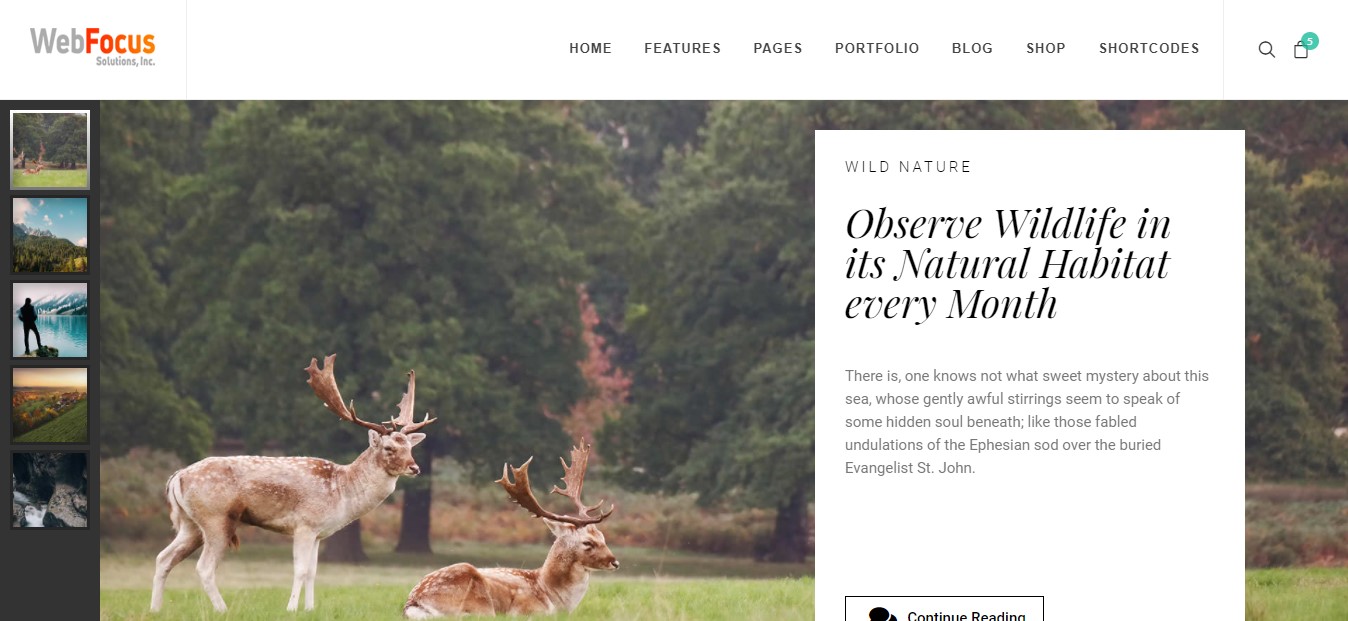 WebFocus
Solutions, Inc.
HOME FEATURES PAGES PORTFOLIO BLOG SHOP SHORTCODES
5
WILD NATURE
Observe Wildlife in
its Natural Habitat
every Month
There is, one knows not what sweet mystery about this
sea, whose gently awful stirrings seem to speak of
some hidden soul beneath; like those fabled
undulations of the Ephesian sod over the buried
Evangelist St. John.
Continue Reading